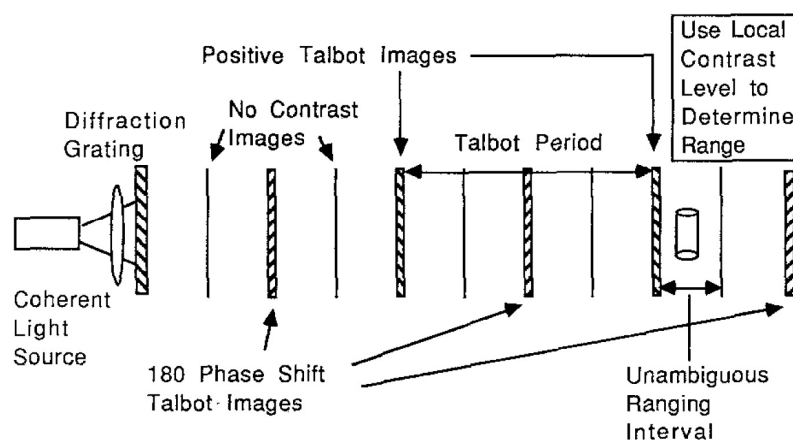 Positive Talbot Images
Use Local
Contrast
Level to
Determine
Range
No Contrast
Images
Diffraction
Grating
Talbot Period
Coherent
Light
Source
180 Phase Shift
Talbot Images
Unambiguous
Ranging
Interval